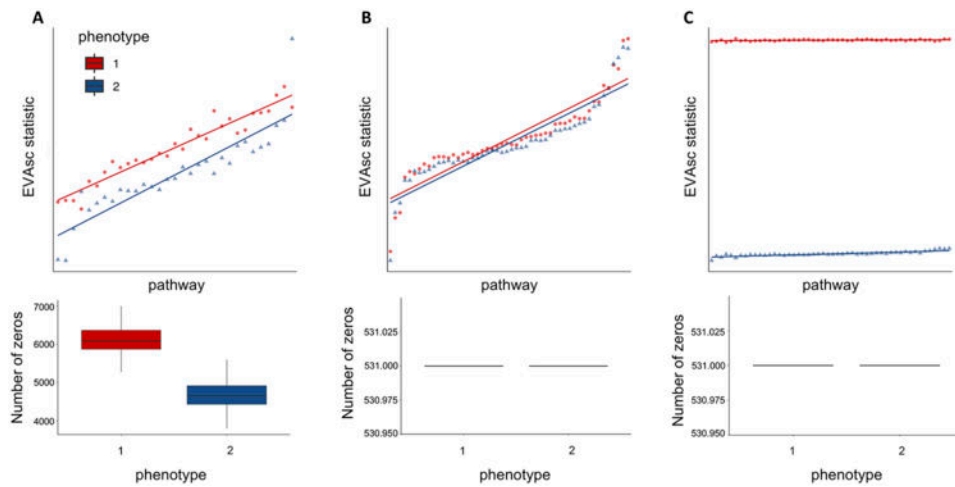 A
phenotype
1
2
EVAsc statistic
pathway
B
EVAsc statistic
pathway
C
EVAsc statistic
pathway
Number of zeros
7000
6000
5000
4000
1
2
phenotype
Number of zeros
531.025
531.000
530.975
530.950
1
2
phenotype
Number of zeros
531.025
531.000
530.975
530.950
1
2
phenotype